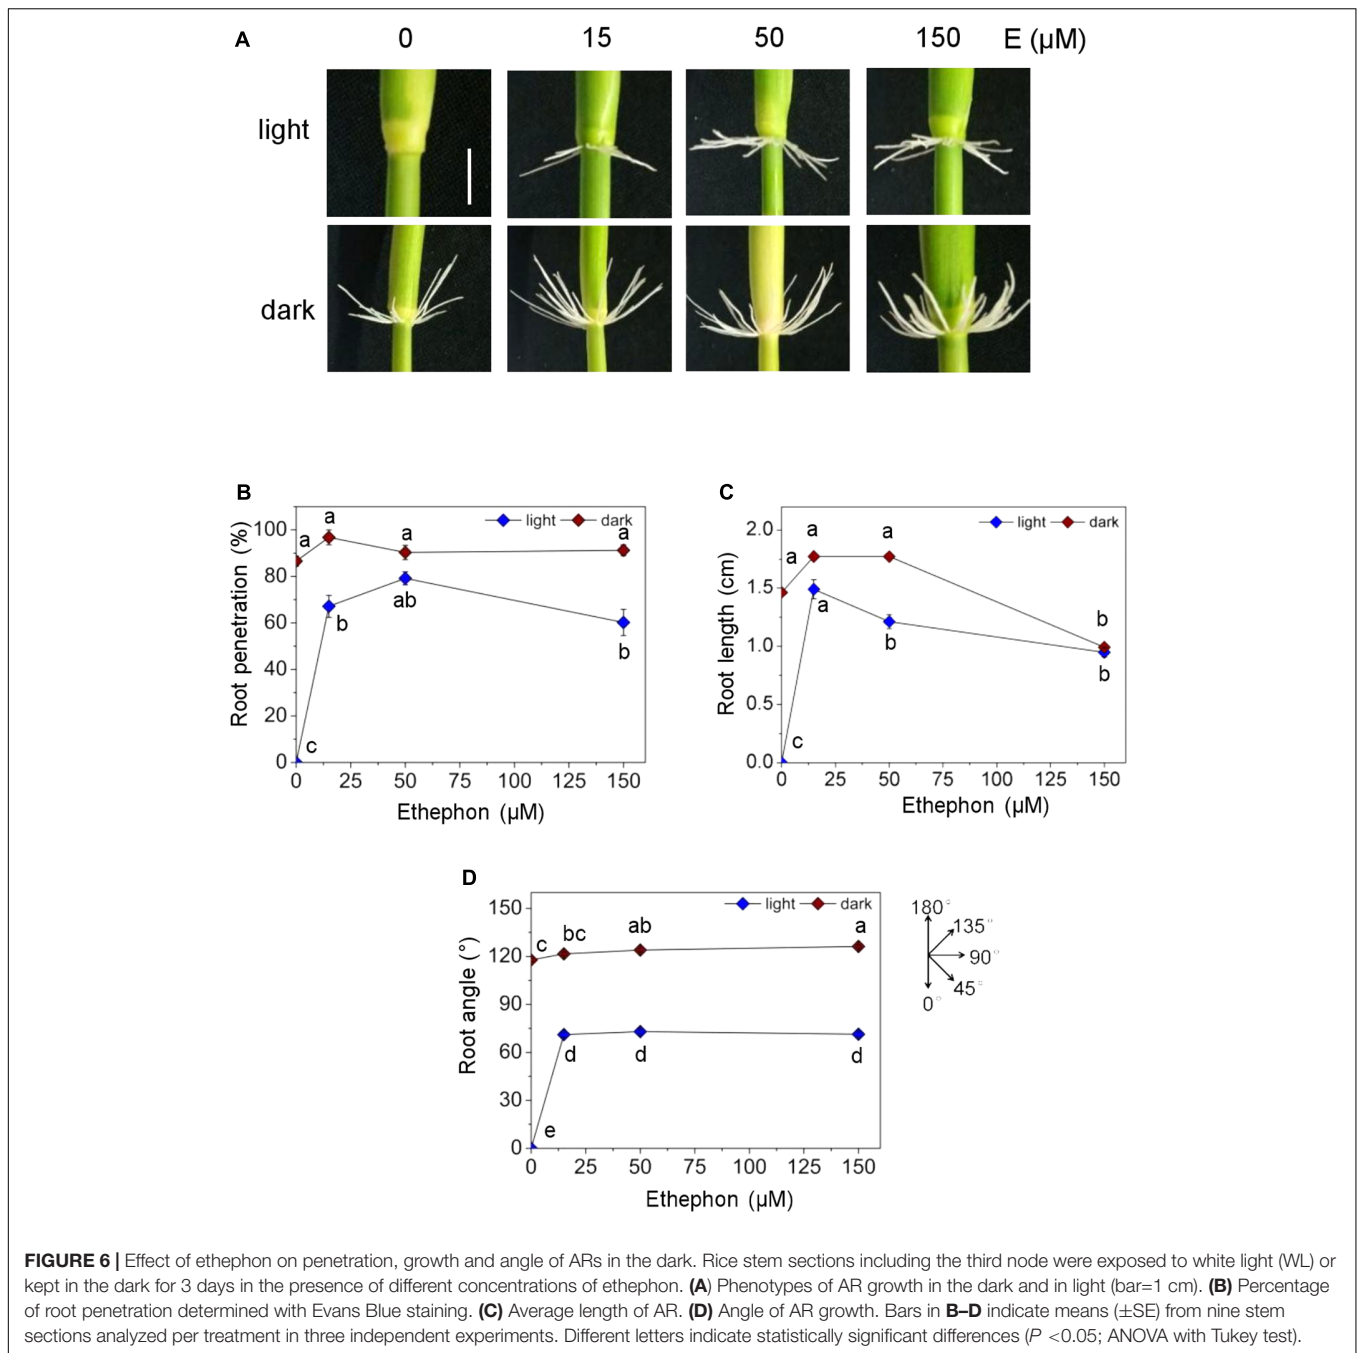 A 0 15 50 150 E (µM)
light
dark
B
Root penetration (%)
100
80
60
40
20
0
light dark
a a a a
b ab b
c
0 25 50 75 100 125 150
Ethephon (µM)
C
Root length (cm)
2.0
1.5
1.0
0.5
0.0
light dark
a a a b
a b b
c
0 25 50 75 100 125 150
Ethephon (µM)
D
Root angle (°)
150
120
90
60
30
0
light dark
c bc ab a
d d d
e
0 25 50 75 100 125 150
Ethephon (µM)
180°
135°
90°
45°
0°
FIGURE 6 | Effect of ethephon on penetration, growth and angle of ARs in the dark. Rice stem sections including the third node were exposed to white light (WL) or
kept in the dark for 3 days in the presence of different concentrations of ethephon. (A) Phenotypes of AR growth in the dark and in light (bar=1 cm). (B) Percentage
of root penetration determined with Evans Blue staining. (C) Average length of AR. (D) Angle of AR growth. Bars in B–D indicate means (±SE) from nine stem
sections analyzed per treatment in three independent experiments. Different letters indicate statistically significant differences (P <0.05; ANOVA with Tukey test).